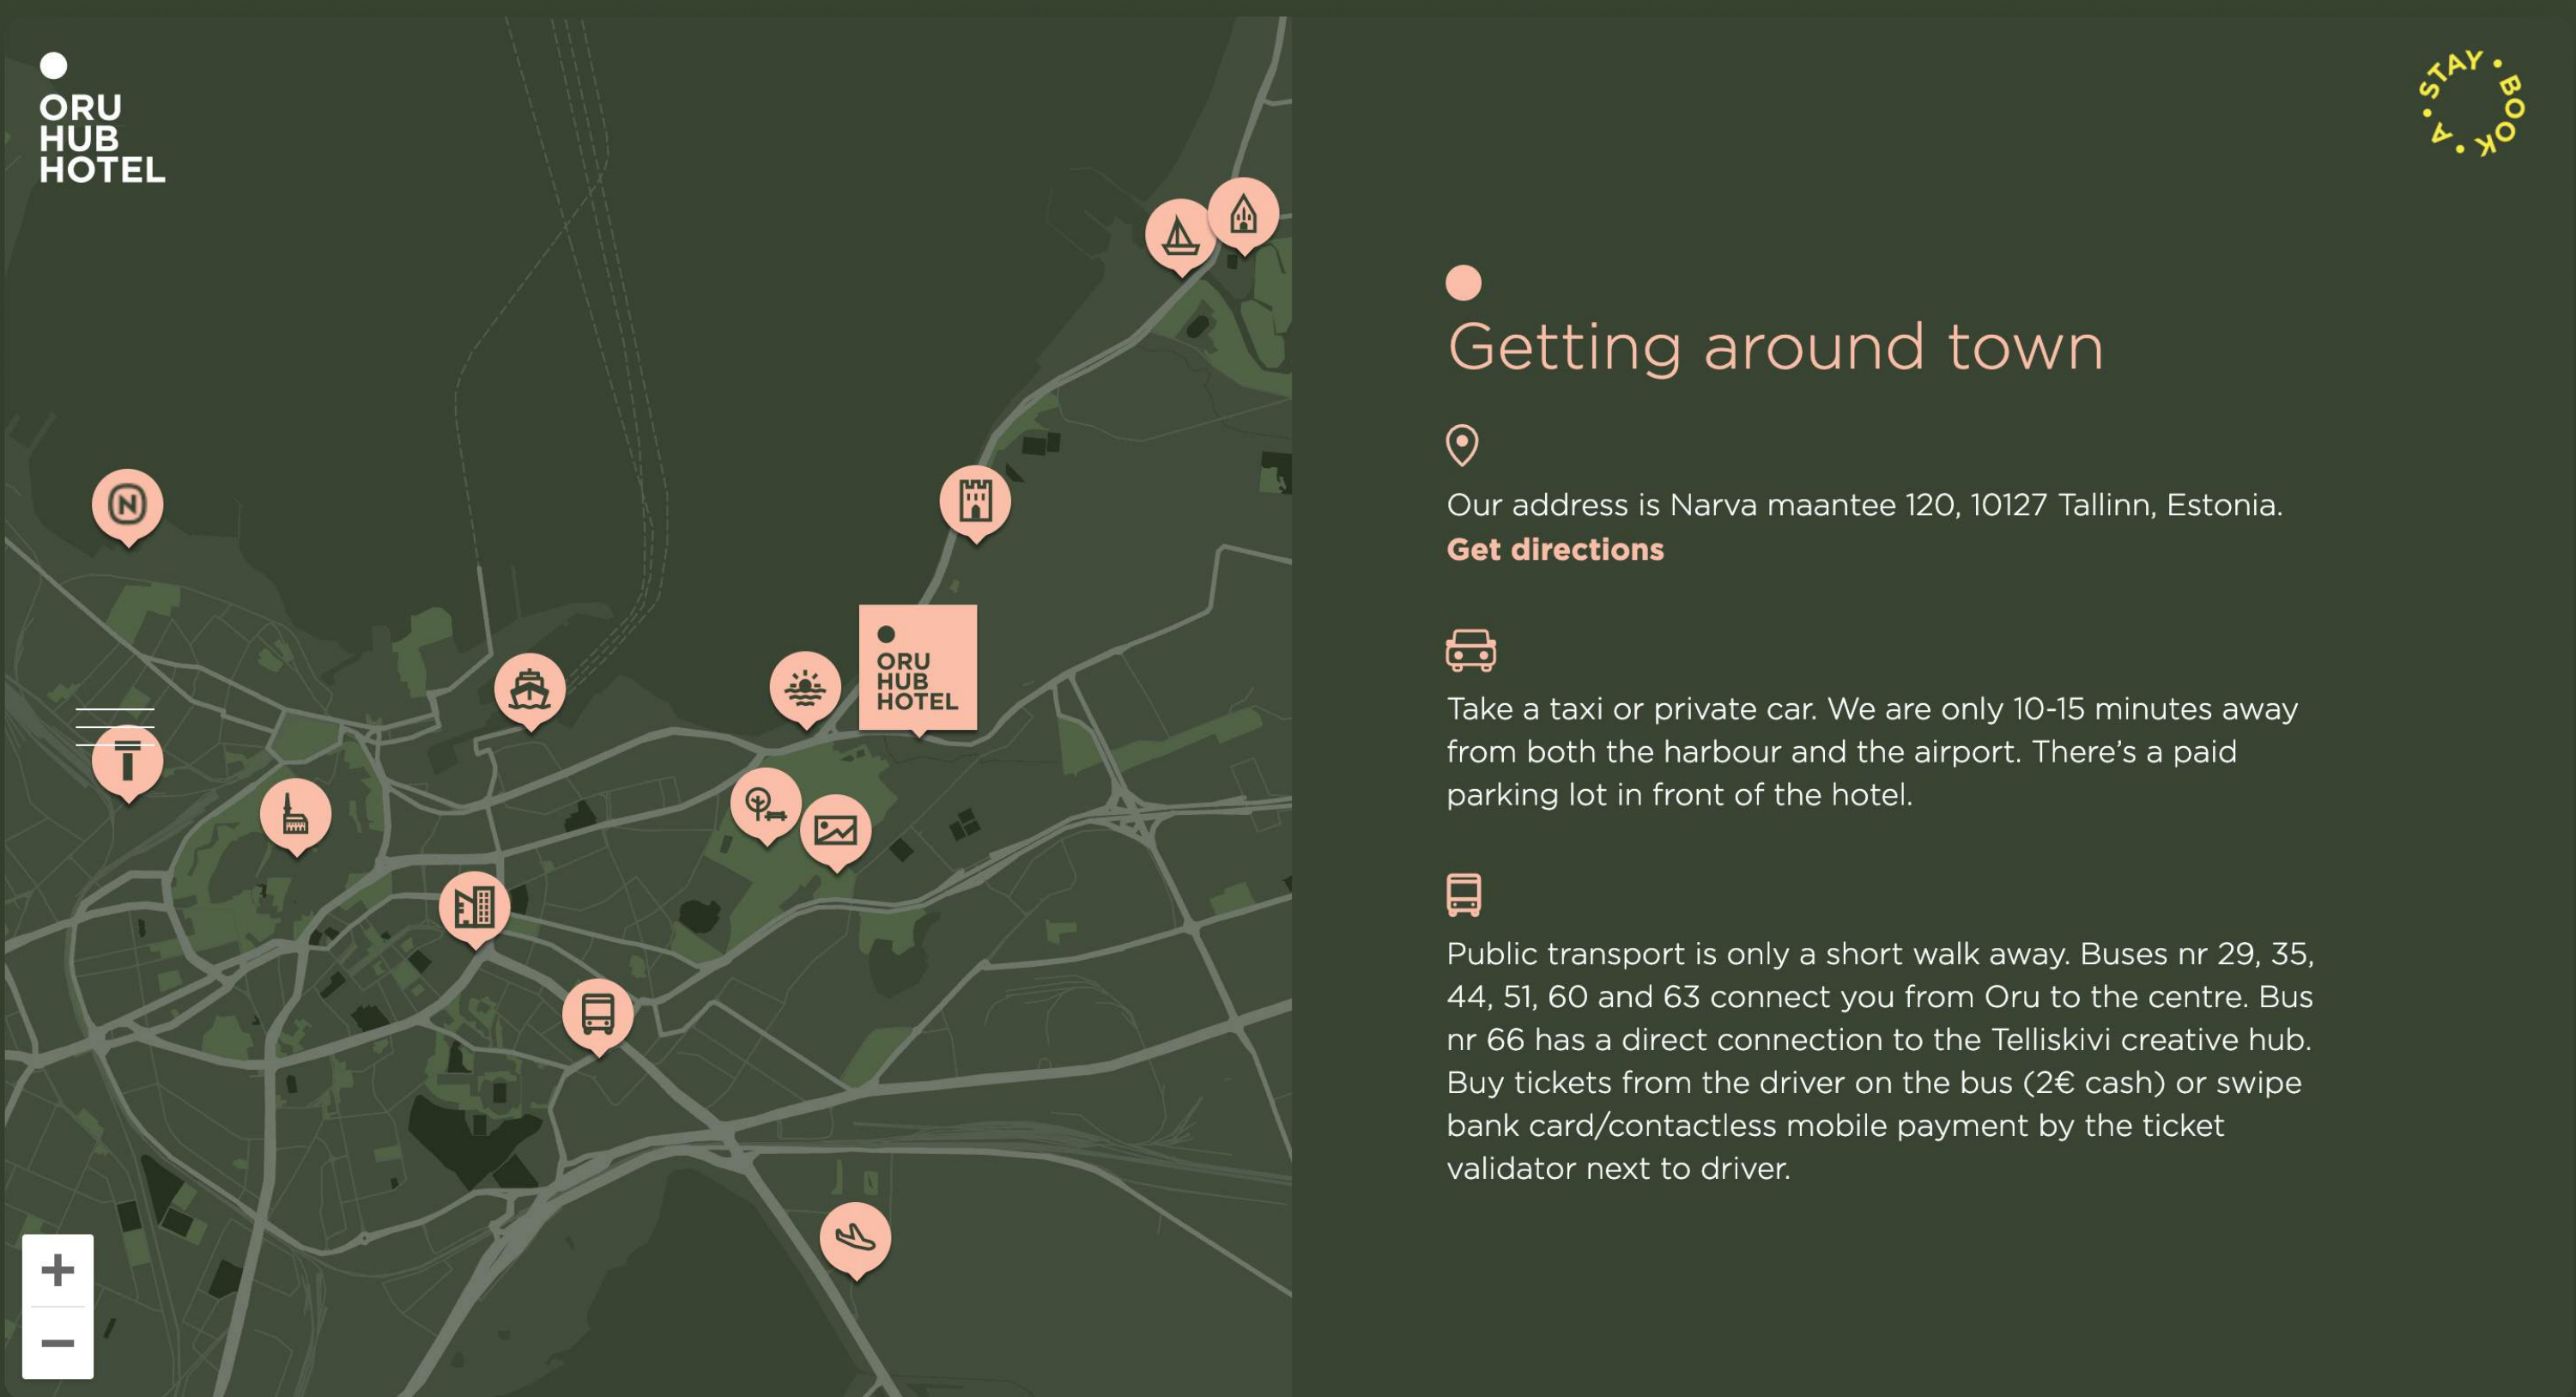 ORU
HUB
HOTEL
N
T
ORU
HUB
HOTEL
+
−
STAY • BOOK • A •
Getting around town
Our address is Narva maantee 120, 10127 Tallinn, Estonia.
Get directions
Take a taxi or private car. We are only 10-15 minutes away
from both the harbour and the airport. There’s a paid
parking lot in front of the hotel.
Public transport is only a short walk away. Buses nr 29, 35,
44, 51, 60 and 63 connect you from Oru to the centre. Bus
nr 66 has a direct connection to the Telliskivi creative hub.
Buy tickets from the driver on the bus (2€ cash) or swipe
bank card/contactless mobile payment by the ticket
validator next to driver.